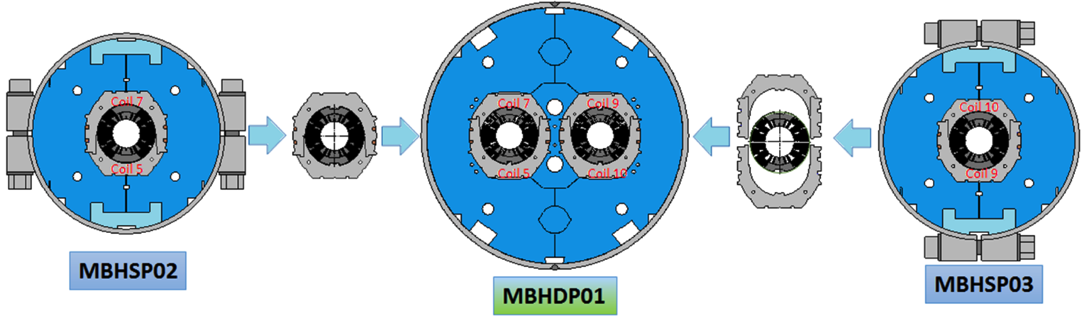 Coil 7
Coil 5
MBHSP02
Coil 7
Coil 9
Coil 5
Coil 10
MBHDP01
Coil 10
Coil 9
MBHSP03